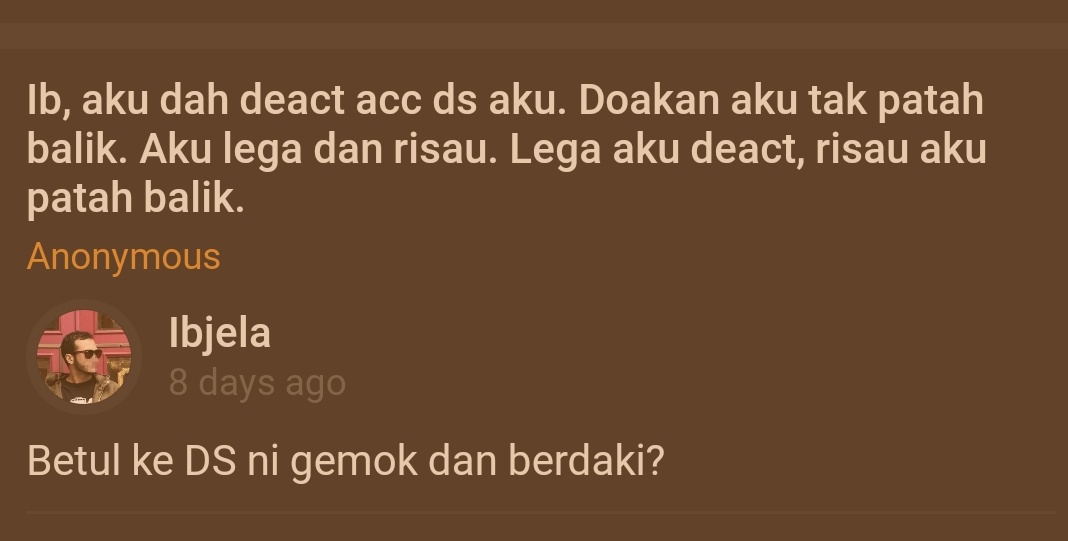 Ib, aku dah deact acc ds aku. Doakan aku tak patah
balik. Aku lega dan risau. Lega aku deact, risau aku
patah balik.
Anonymous
Ibjela
8 days ago
Betul ke DS ni gemok dan berdaki?